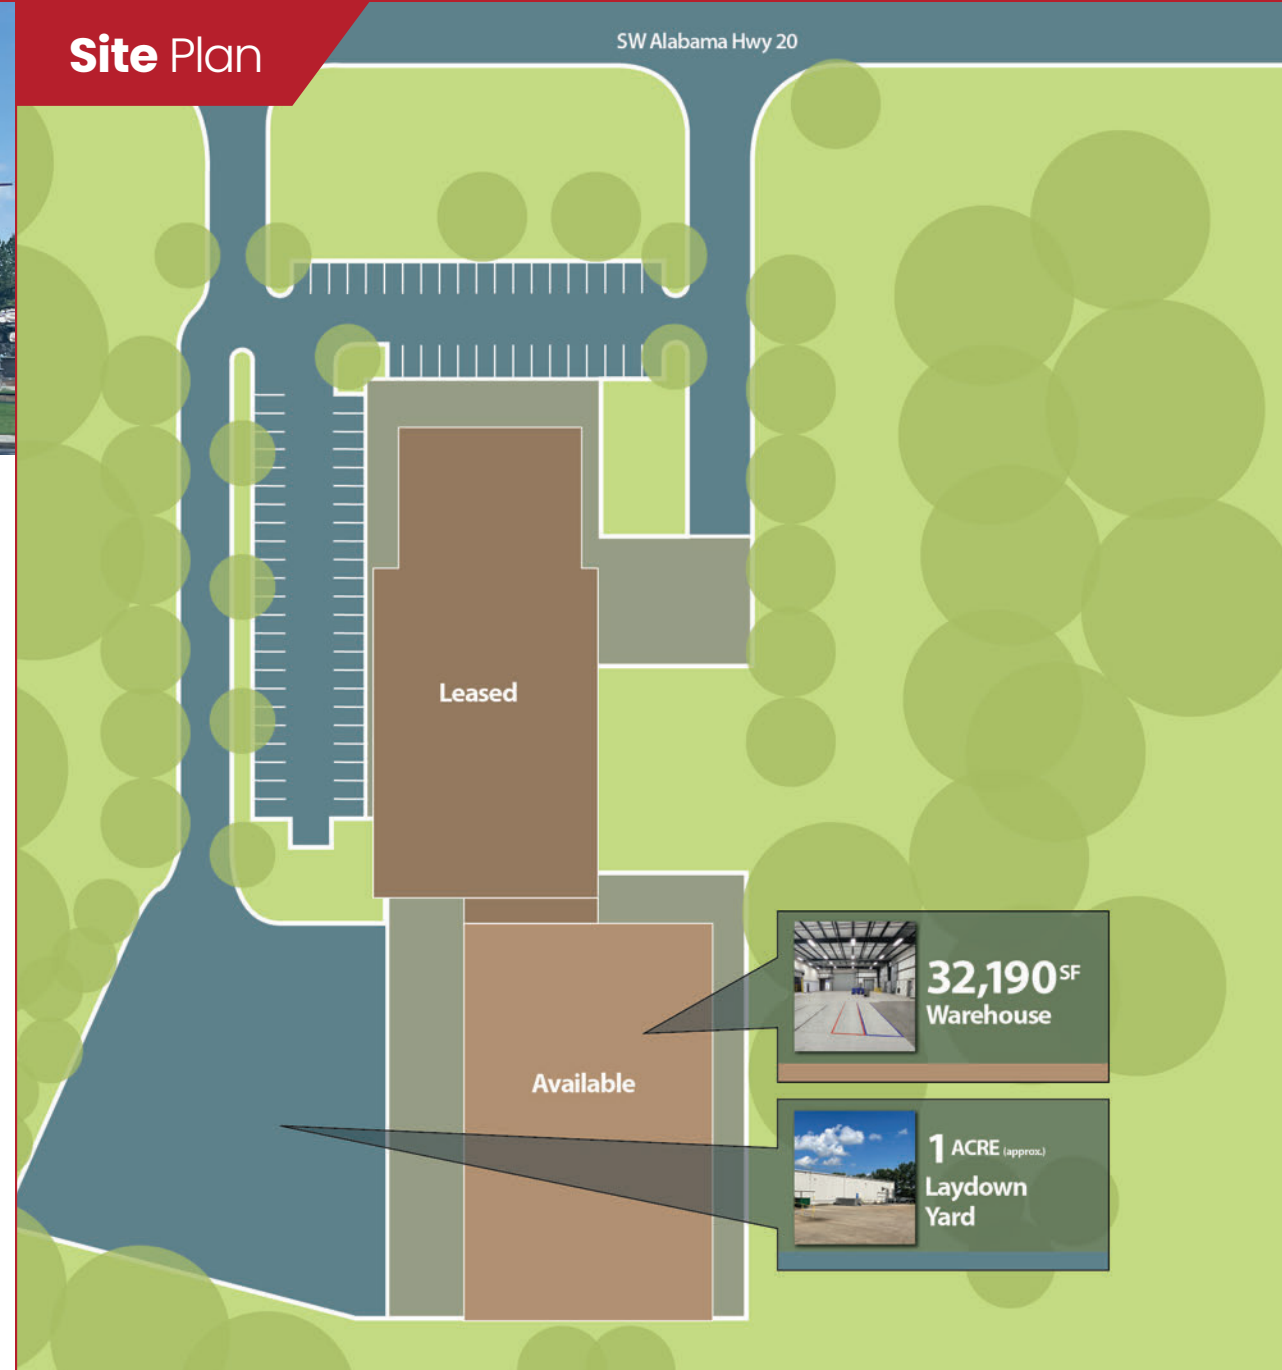 Site Plan
SW Alabama Hwy 20
Leased
32,190 SF
Warehouse
Available
1 ACRE (approx.)
Laydown
Yard